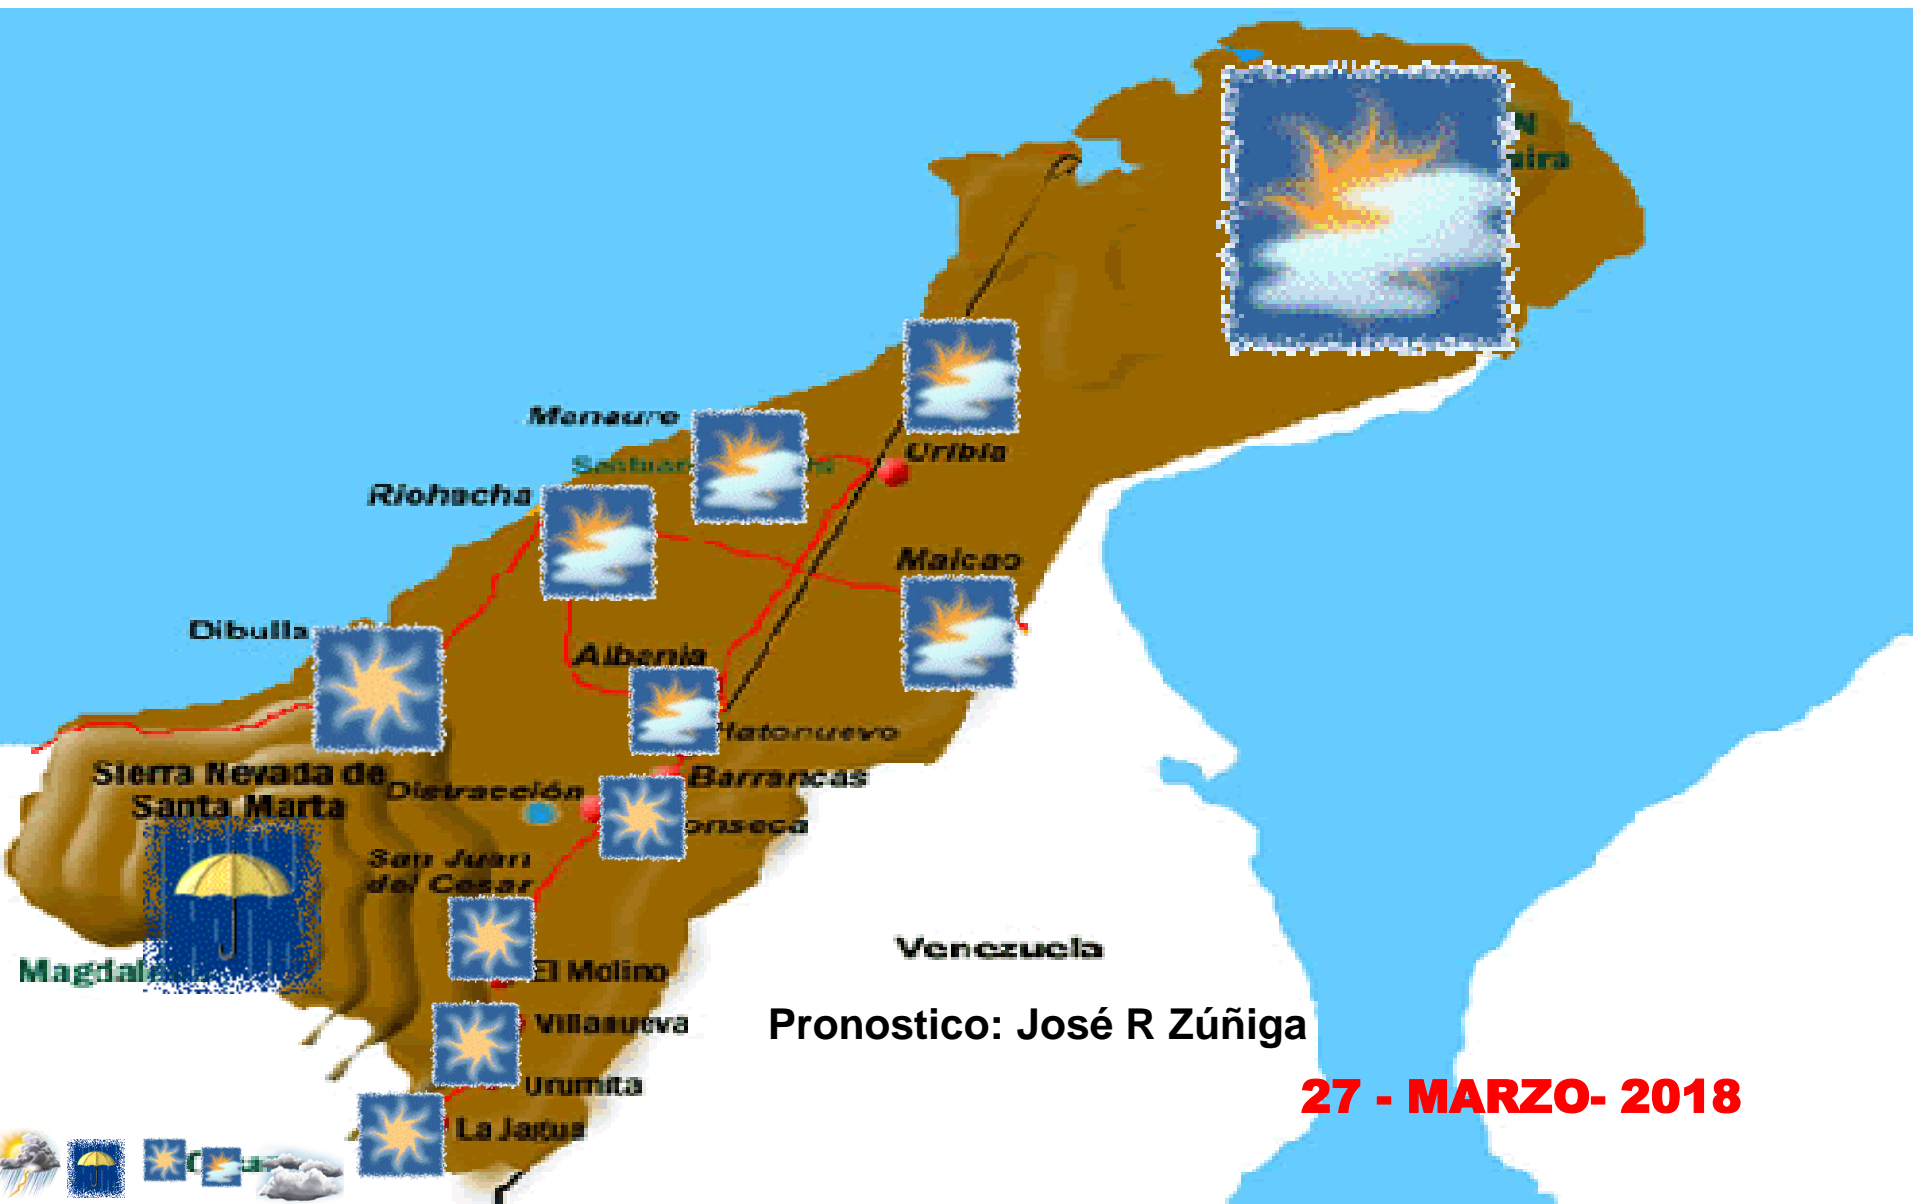 N
Manaure
Uribia
Riohacha
Maicao
Dibulla
Albania
Hatonuevo
Sierra Nevada de
Santa Marta
Distracción
Barrancas
onseca
San Juan
del Cesar
Venezuela
El Molino
Villanueva
Pronostico: José R Zúñiga
Urumita
27 - MARZO- 2018
La Jagua